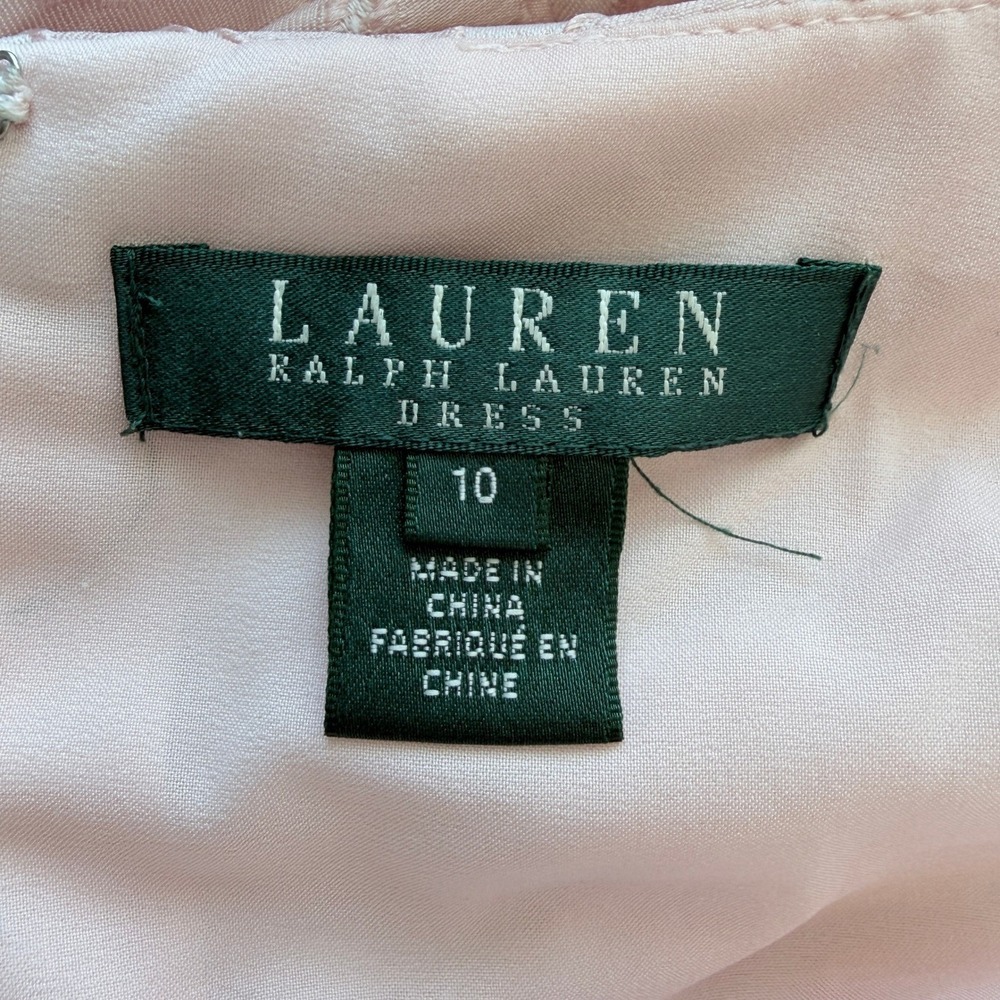 LAUREN
RALPH LAUREN
DRESS
10
MADE IN
CHINA
FABRIQUÉ EN
CHINE